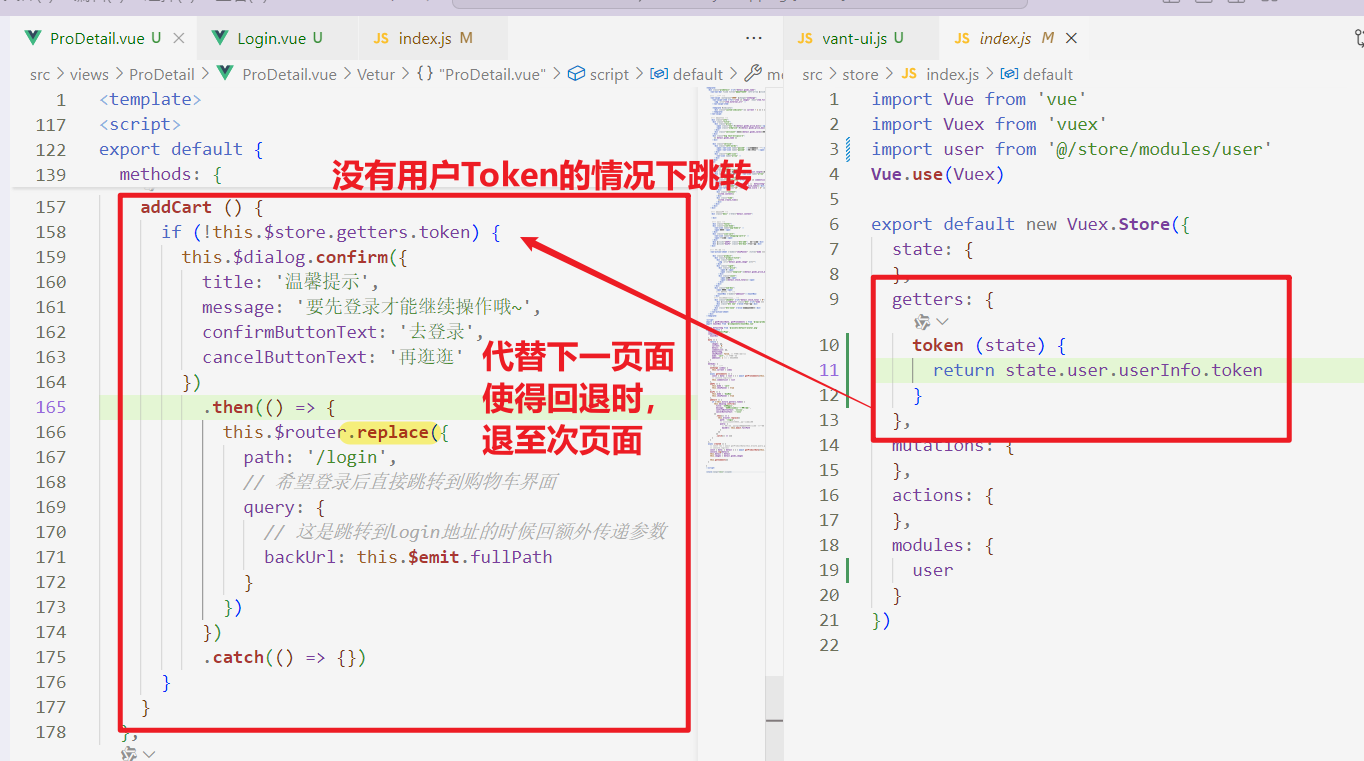 ProDetail.vue U
Login.vue U
JS index.js M
...
JS vant-ui.js U
JS index.js M
src > views > ProDetail > ProDetail.vue > Vetur > {} "ProDetail.vue" > script > default >
src > store > JS index.js > default
1 <template>
117 <script>
122 export default {
139 methods: {
没有用户Token的情况下跳转
157 addCart () {
158 if (!this.$store.getters.token) {
159 this.$dialog.confirm({
160 title: '温馨提示',
161 message: '要先登录才能继续操作哦~',
162 confirmButtonText: '去登录',
163 cancelButtonText: '再逛逛'
164 })
165 .then(() => {
166 this.$router.replace({
167 path: '/login',
168 // 希望登录后直接跳转到购物车界面
169 query: {
170 // 这是跳转到Login地址的时候回额外传递参数
171 backUrl: this.$emit.fullPath
172 }
173 })
174 })
175 .catch(() => {})
176 }
177 }
178 },
代替下一页面
使得回退时，
退至次页面
1 import Vue from 'vue'
2 import Vuex from 'vuex'
3 import user from '@/store/modules/user'
4 Vue.use(Vuex)
5
6 export default new Vuex.Store({
7 state: {
8 },
9 getters: {
10 token (state) {
11 return state.user.userInfo.token
12 }
13 },
14 mutations: {
15 },
16 actions: {
17 },
18 modules: {
19 user
20 }
21 })
22